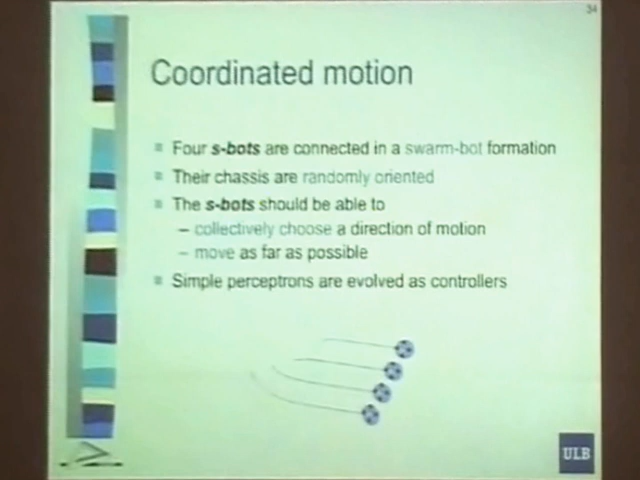 34
Coordinated motion
Four s-bots are connected in a swarm-bot formation
Their chassis are randomly oriented
The s-bots should be able to
– collectively choose a direction of motion
– move as far as possible
Simple perceptrons are evolved as controllers
ULB